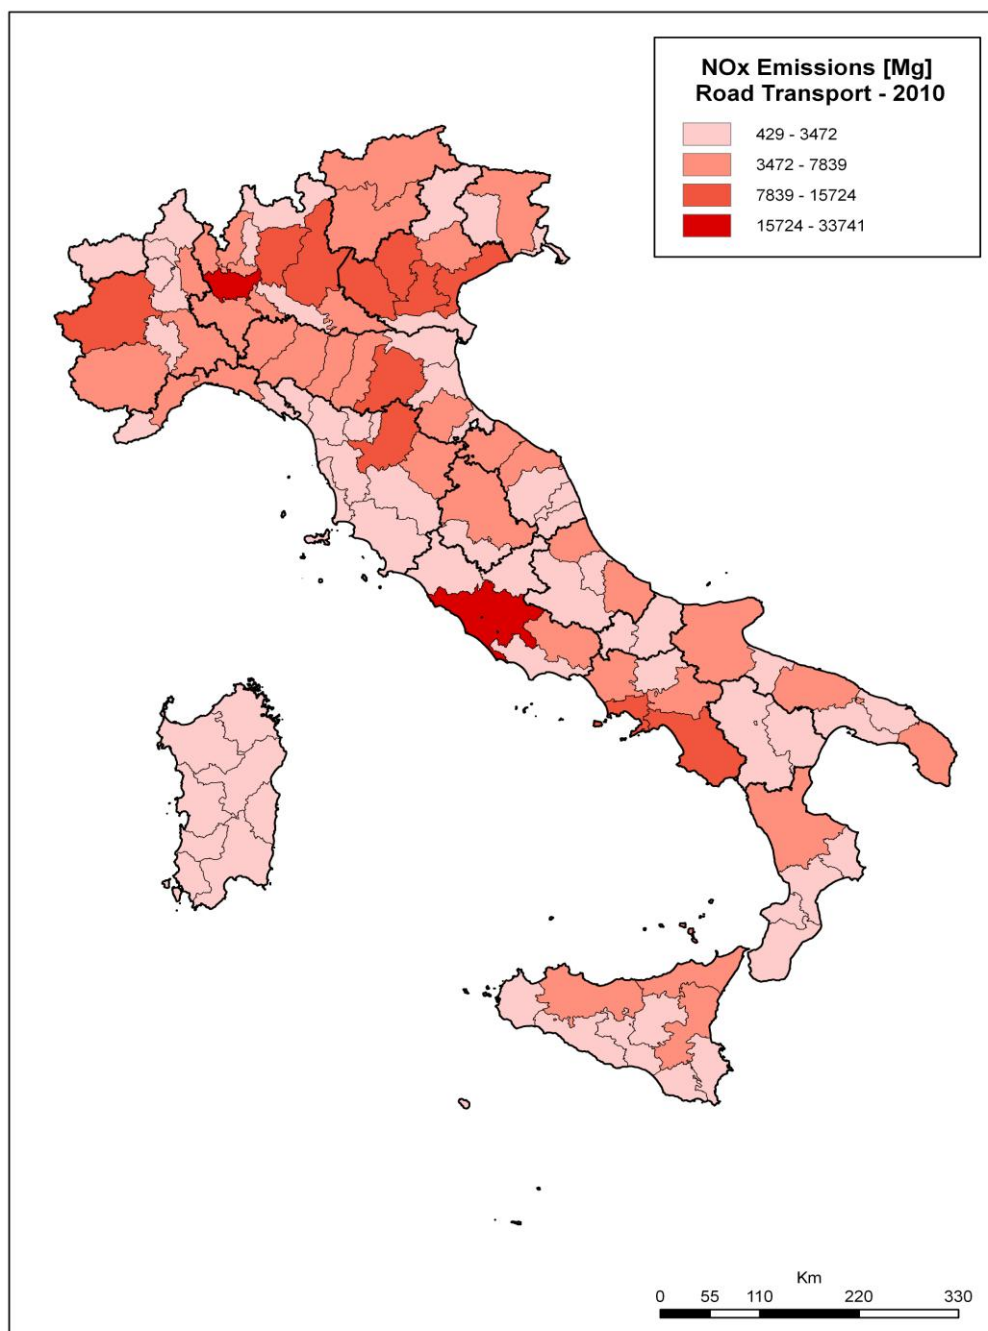 NOx Emissions [Mg]
Road Transport - 2010
429 - 3472
3472 - 7839
7839 - 15724
15724 - 33741
Km
0 55 110 220 330